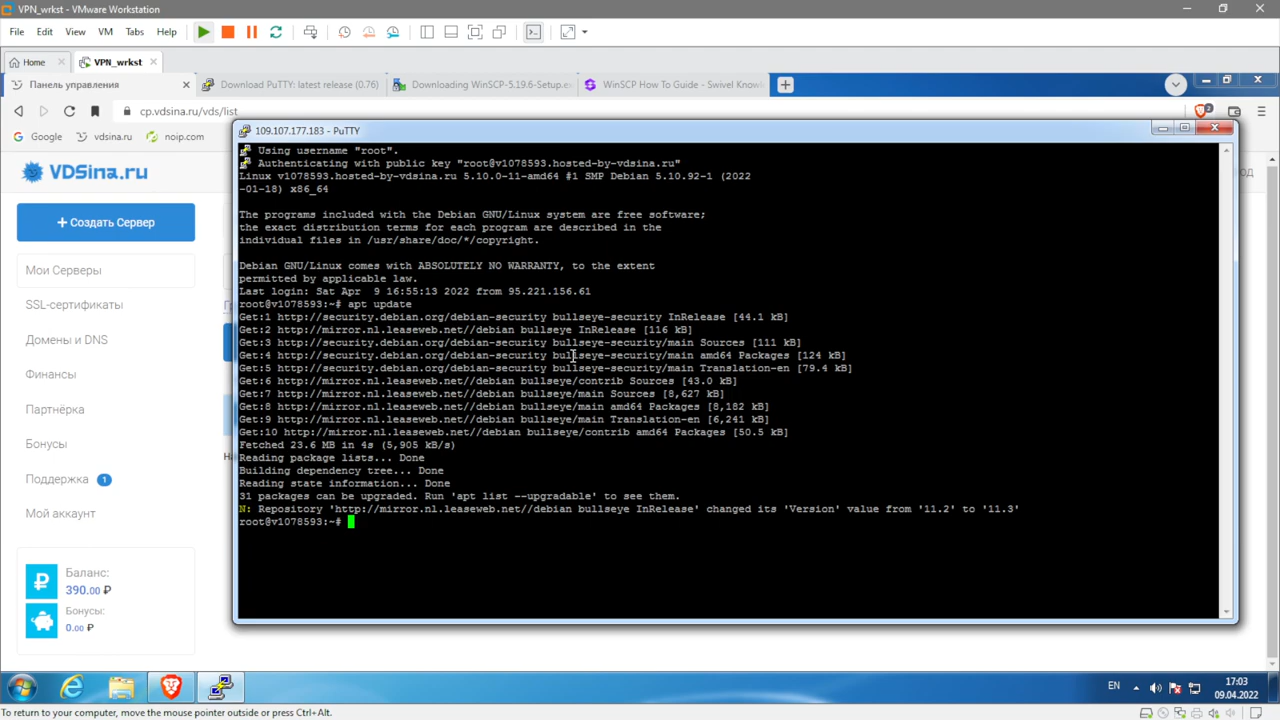 VPN_wrkst - VMware Workstation
File Edit View VM Tabs Help
Home VPN_wrkst
Панель управления Download PuTTY: latest release (0.76) Downloading WinSCP-5.19.6-Setup.ex WinSCP How To Guide - Swivel Knowl
cp.vdsina.ru/vds/list
Google vdsina.ru noip.com
VDSina.ru
+ Создать Сервер
Мои Серверы
SSL-сертификаты
Домены и DNS
Финансы
Партнёрка
Бонусы
Поддержка 1
Мой аккаунт
Баланс:
390.00 ₽
Бонусы:
0.00 ₽
109.107.177.183 - PuTTY
Using username "root".
Authenticating with public key "root@v1078593.hosted-by-vdsina.ru"
Linux v1078593.hosted-by-vdsina.ru 5.10.0-11-amd64 #1 SMP Debian 5.10.92-1 (2022
-01-18) x86_64
The programs included with the Debian GNU/Linux system are free software;
the exact distribution terms for each program are described in the
individual files in /usr/share/doc/*/copyright.
Debian GNU/Linux comes with ABSOLUTELY NO WARRANTY, to the extent
permitted by applicable law.
Last login: Sat Apr  9 16:55:13 2022 from 95.221.156.61
root@v1078593:~# apt update
Get:1 http://security.debian.org/debian-security bullseye-security InRelease [44.1 kB]
Get:2 http://mirror.nl.leaseweb.net//debian bullseye InRelease [116 kB]
Get:3 http://security.debian.org/debian-security bullseye-security/main Sources [111 kB]
Get:4 http://security.debian.org/debian-security bullseye-security/main amd64 Packages [124 kB]
Get:5 http://security.debian.org/debian-security bullseye-security/main Translation-en [79.4 kB]
Get:6 http://mirror.nl.leaseweb.net//debian bullseye/contrib Sources [43.0 kB]
Get:7 http://mirror.nl.leaseweb.net//debian bullseye/main Sources [8,627 kB]
Get:8 http://mirror.nl.leaseweb.net//debian bullseye/main amd64 Packages [8,182 kB]
Get:9 http://mirror.nl.leaseweb.net//debian bullseye/main Translation-en [6,241 kB]
Get:10 http://mirror.nl.leaseweb.net//debian bullseye/contrib amd64 Packages [50.5 kB]
Fetched 23.6 MB in 4s (5,905 kB/s)
Reading package lists... Done
Building dependency tree... Done
Reading state information... Done
31 packages can be upgraded. Run 'apt list --upgradable' to see them.
N: Repository 'http://mirror.nl.leaseweb.net//debian bullseye InRelease' changed its 'Version' value from '11.2' to '11.3'
root@v1078593:~#
EN 17:03
09.04.2022
To return to your computer, move the mouse pointer outside or press Ctrl+Alt.